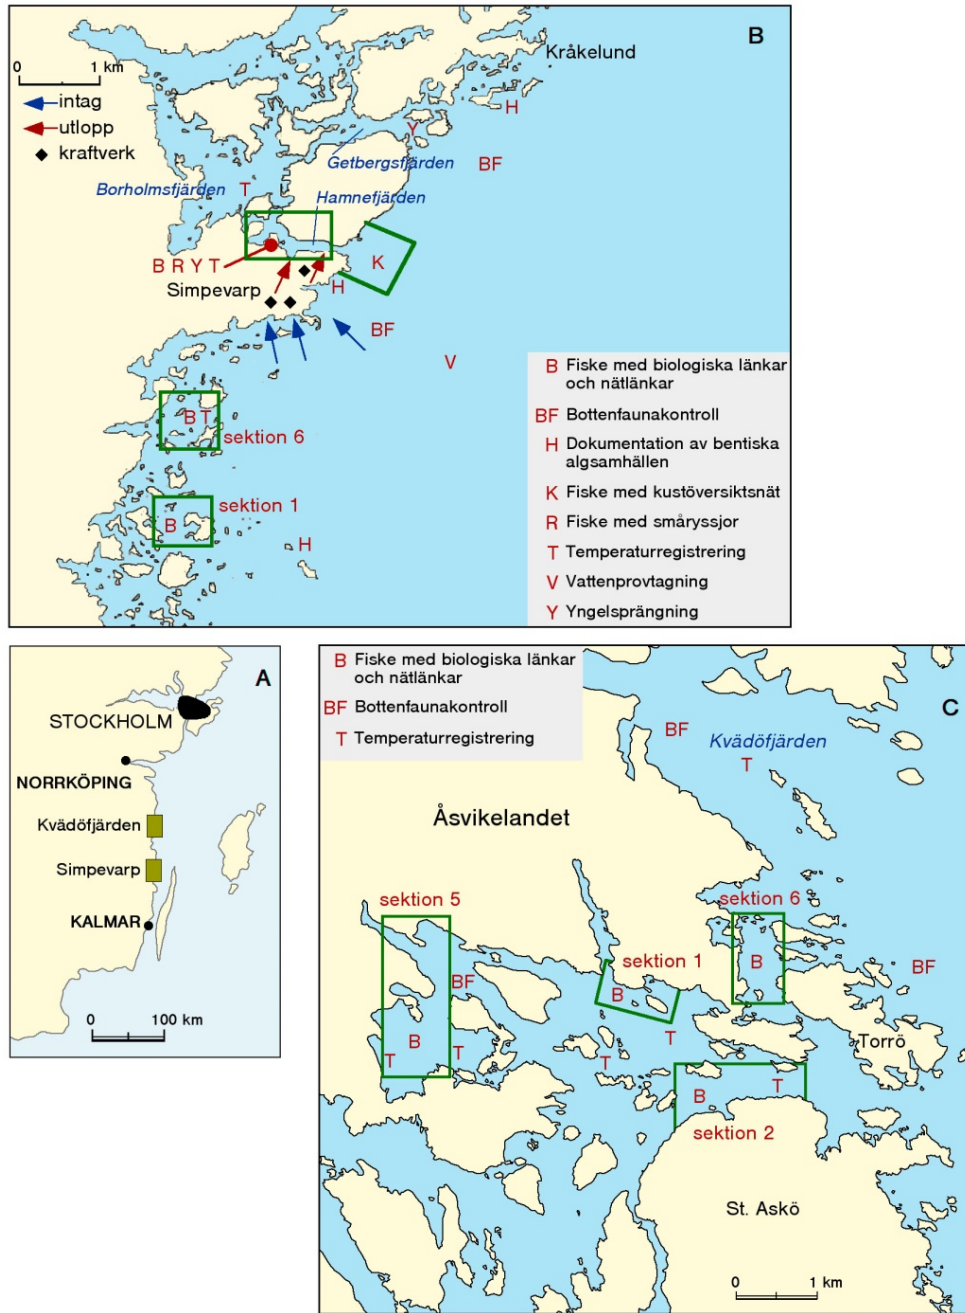 B
Kråkelund
0 1 km
intag
utlopp
kraftverk
H
Y
Getbergsfjärden
BF
Borholmsfjärden
T
Hamnefjärden
K
B R Y T
Simpevarp
H
BF
V
B T
sektion 6
sektion 1
B
H
B Fiske med biologiska länkar
och nätlänkar
BF Bottenfaunakontroll
H Dokumentation av bentiska
algsamhällen
K Fiske med kustöversiktsnät
R Fiske med småryssjor
T Temperaturregistrering
V Vattenprovtagning
Y Yngelsprängning
A
STOCKHOLM
NORRKÖPING
Kvädöfjärden
Simpevarp
KALMAR
0 100 km
B Fiske med biologiska länkar
och nätlänkar
BF Bottenfaunakontroll
T Temperaturregistrering
C
BF
Kvädöfjärden
T
Åsvikelandet
sektion 5
sektion 6
sektion 1
B
BF
BF
B
B
T
T
T
T
Torrö
T
B
sektion 2
St. Askö
0 1 km